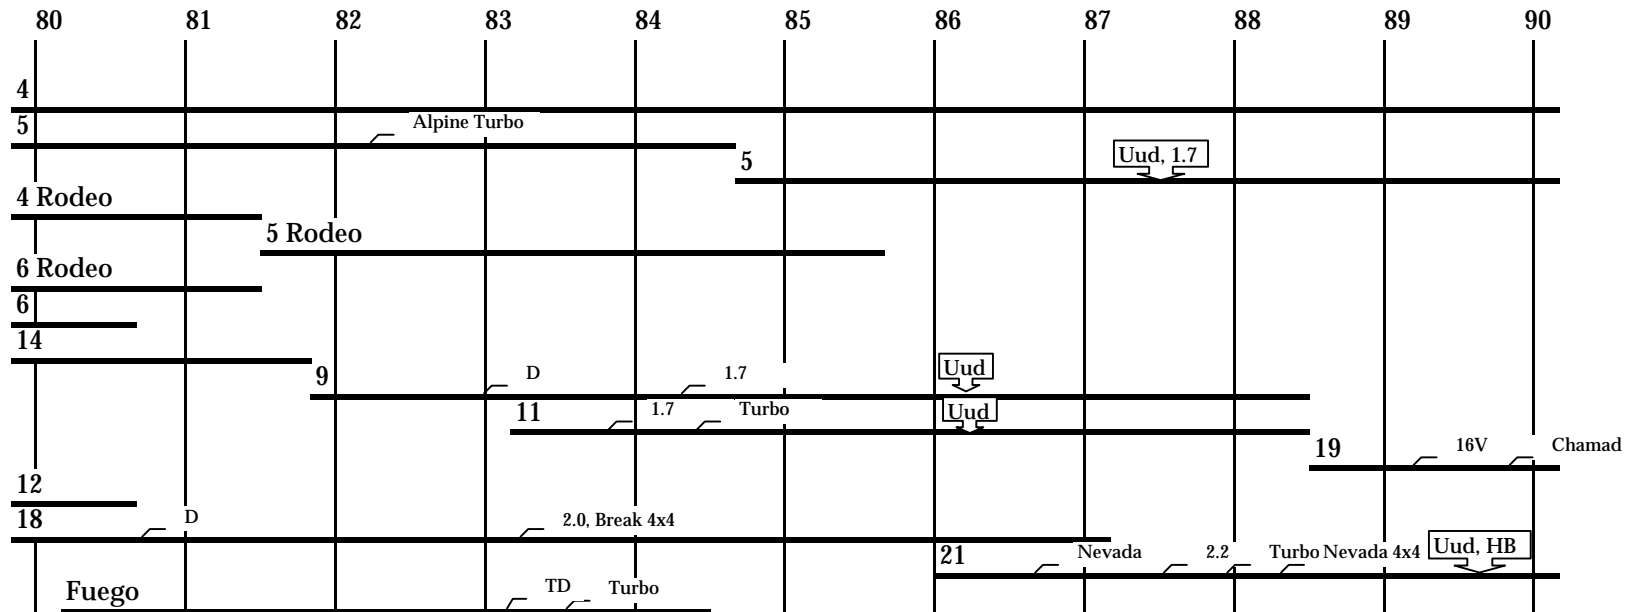 80 81 82 83 84 85 86 87 88 89 90
4
5 Alpine Turbo
5 Uud, 1.7
4 Rodeo
5 Rodeo
6 Rodeo
6
14
9 D 1.7 Uud
11 1.7 Turbo Uud
19 16V Chamad
12
18 D 2.0, Break 4x4
21 Nevada 2.2 Turbo Nevada 4x4 Uud, HB
Fuego TD Turbo